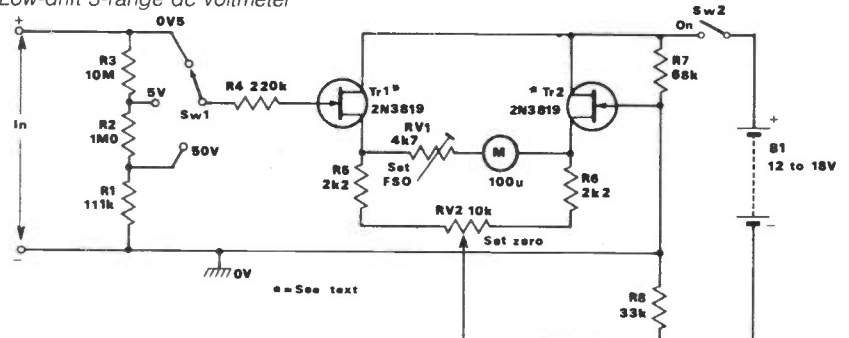 Low-drift 3-range dc voltmeter
+
0V5
R3
10M
5V
R2
1M0
In
50V
R1
111k
-
0V
Sw1
R4 220k
Tr1*
2N3819
RV1
4k7
Set
FSO
M
100u
R5
2k2
RV2 10k
Set zero
R6
2k2
* Tr2
2N3819
R7
68k
On
Sw2
+
B1
12 to 18V
-
R8
33k
*=See text